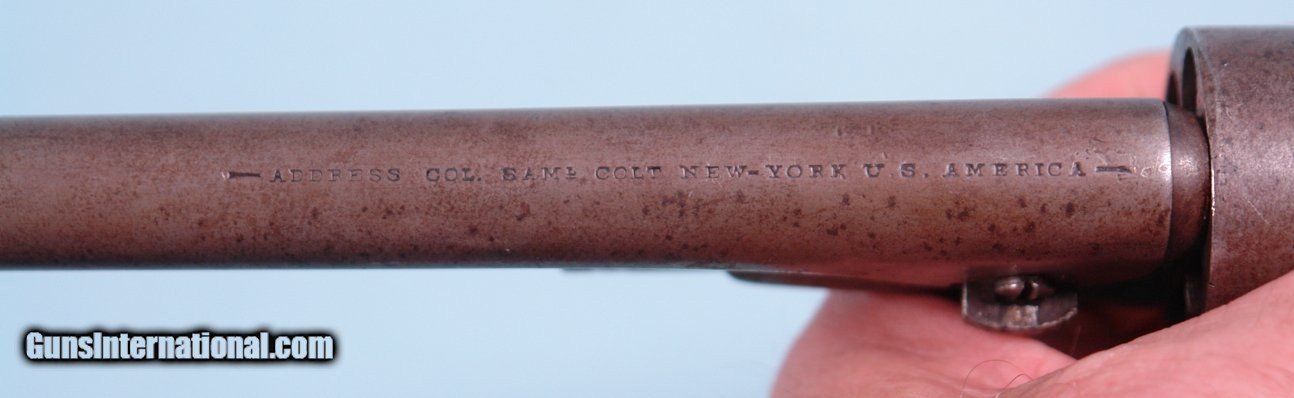 ADDRESS COL. SAMᴸ COLT NEW-YORK U.S. AMERICA
GunsInternational.com